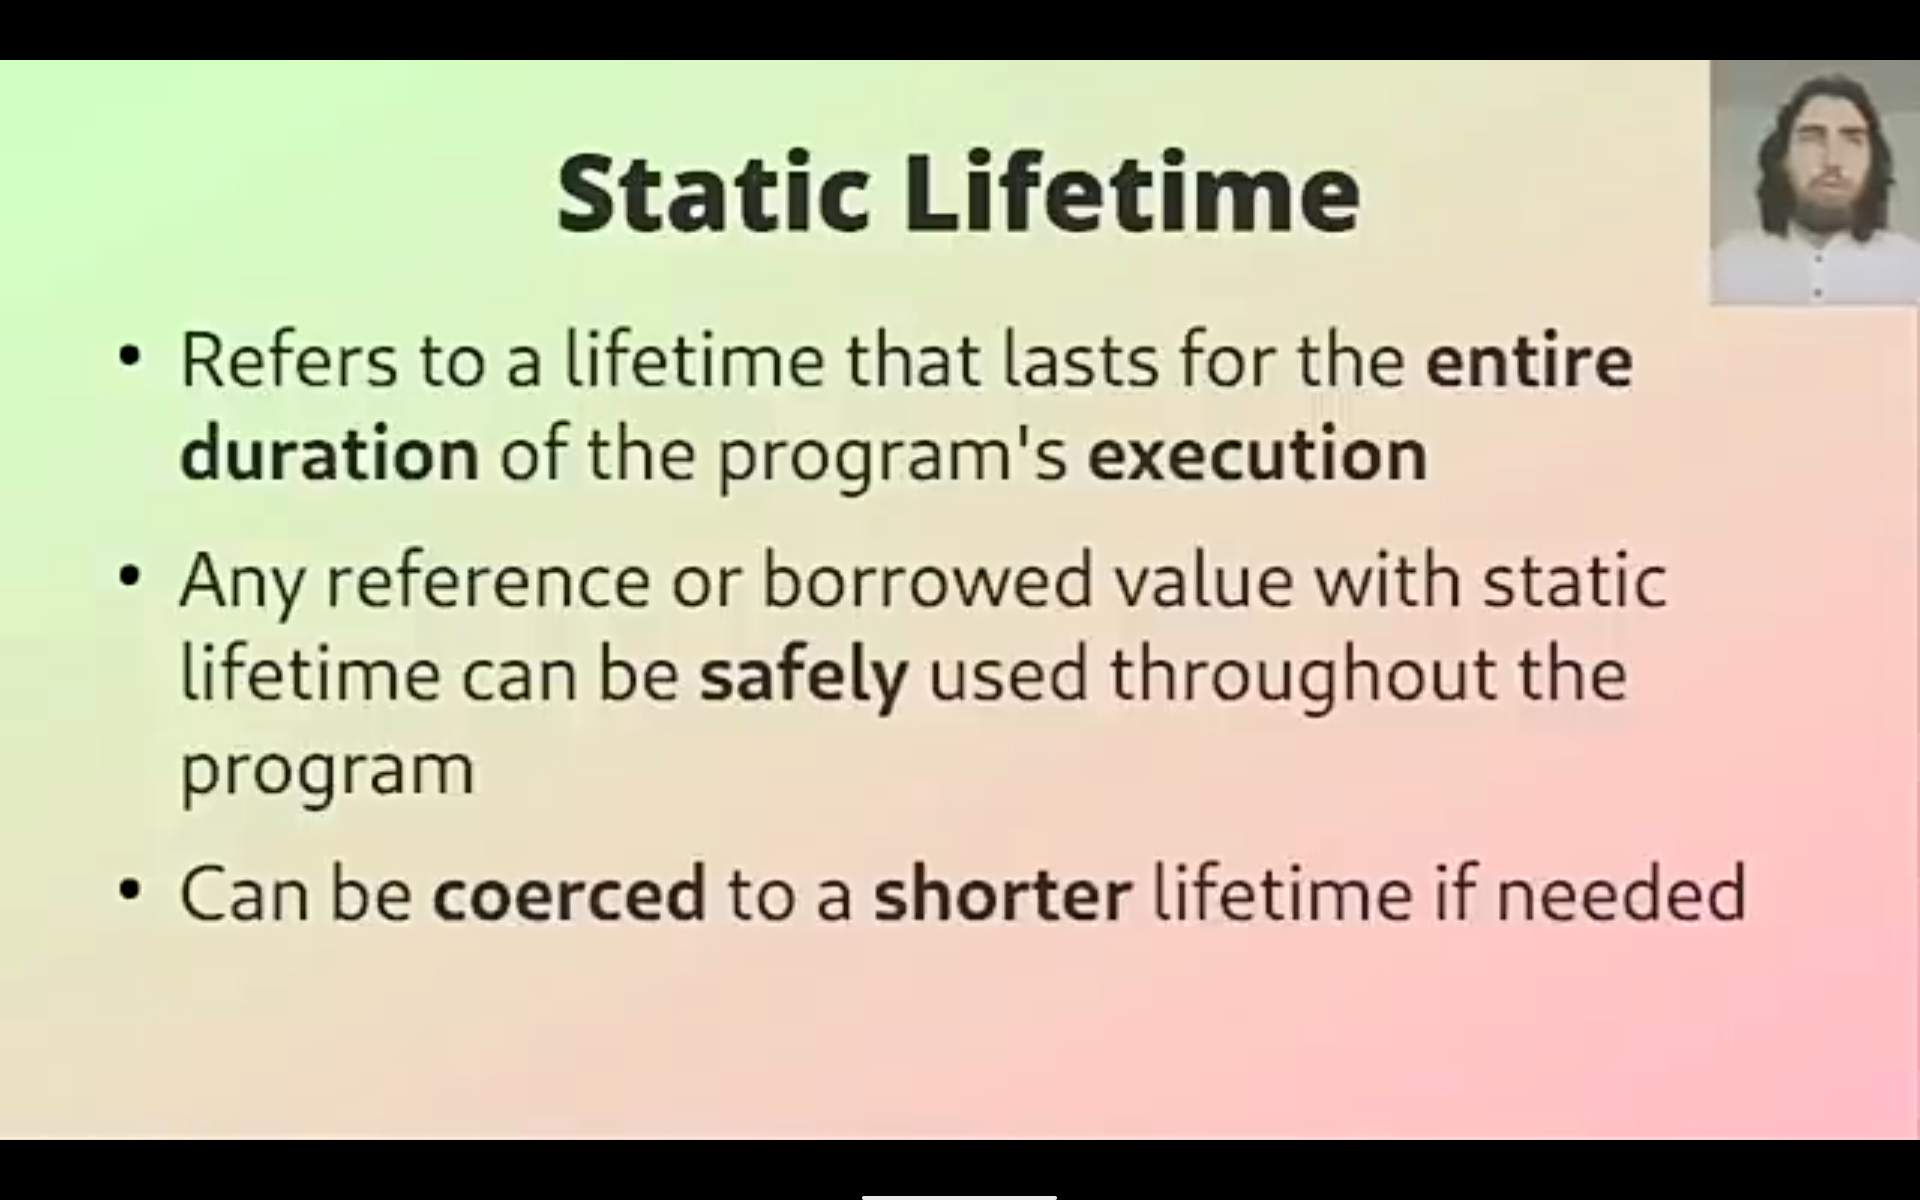 Static Lifetime
• Refers to a lifetime that lasts for the entire
duration of the program's execution
• Any reference or borrowed value with static
lifetime can be safely used throughout the
program
• Can be coerced to a shorter lifetime if needed